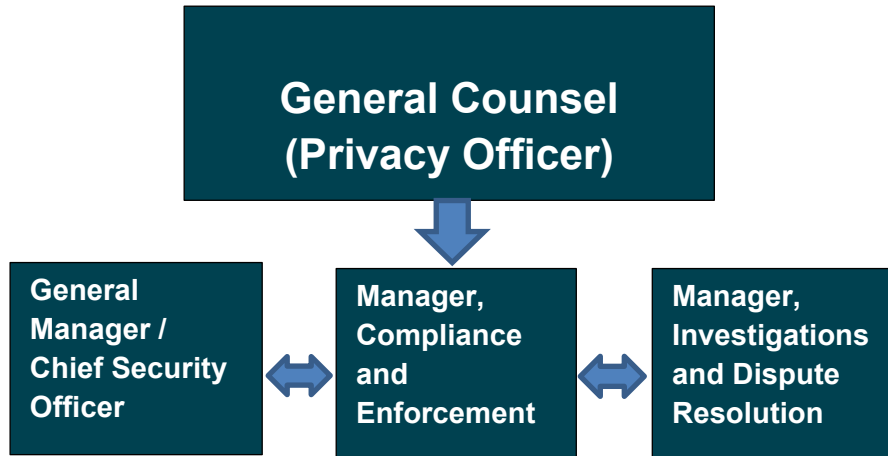 General Counsel
(Privacy Officer)
General
Manager /
Chief Security
Officer
Manager,
Compliance
and
Enforcement
Manager,
Investigations
and Dispute
Resolution